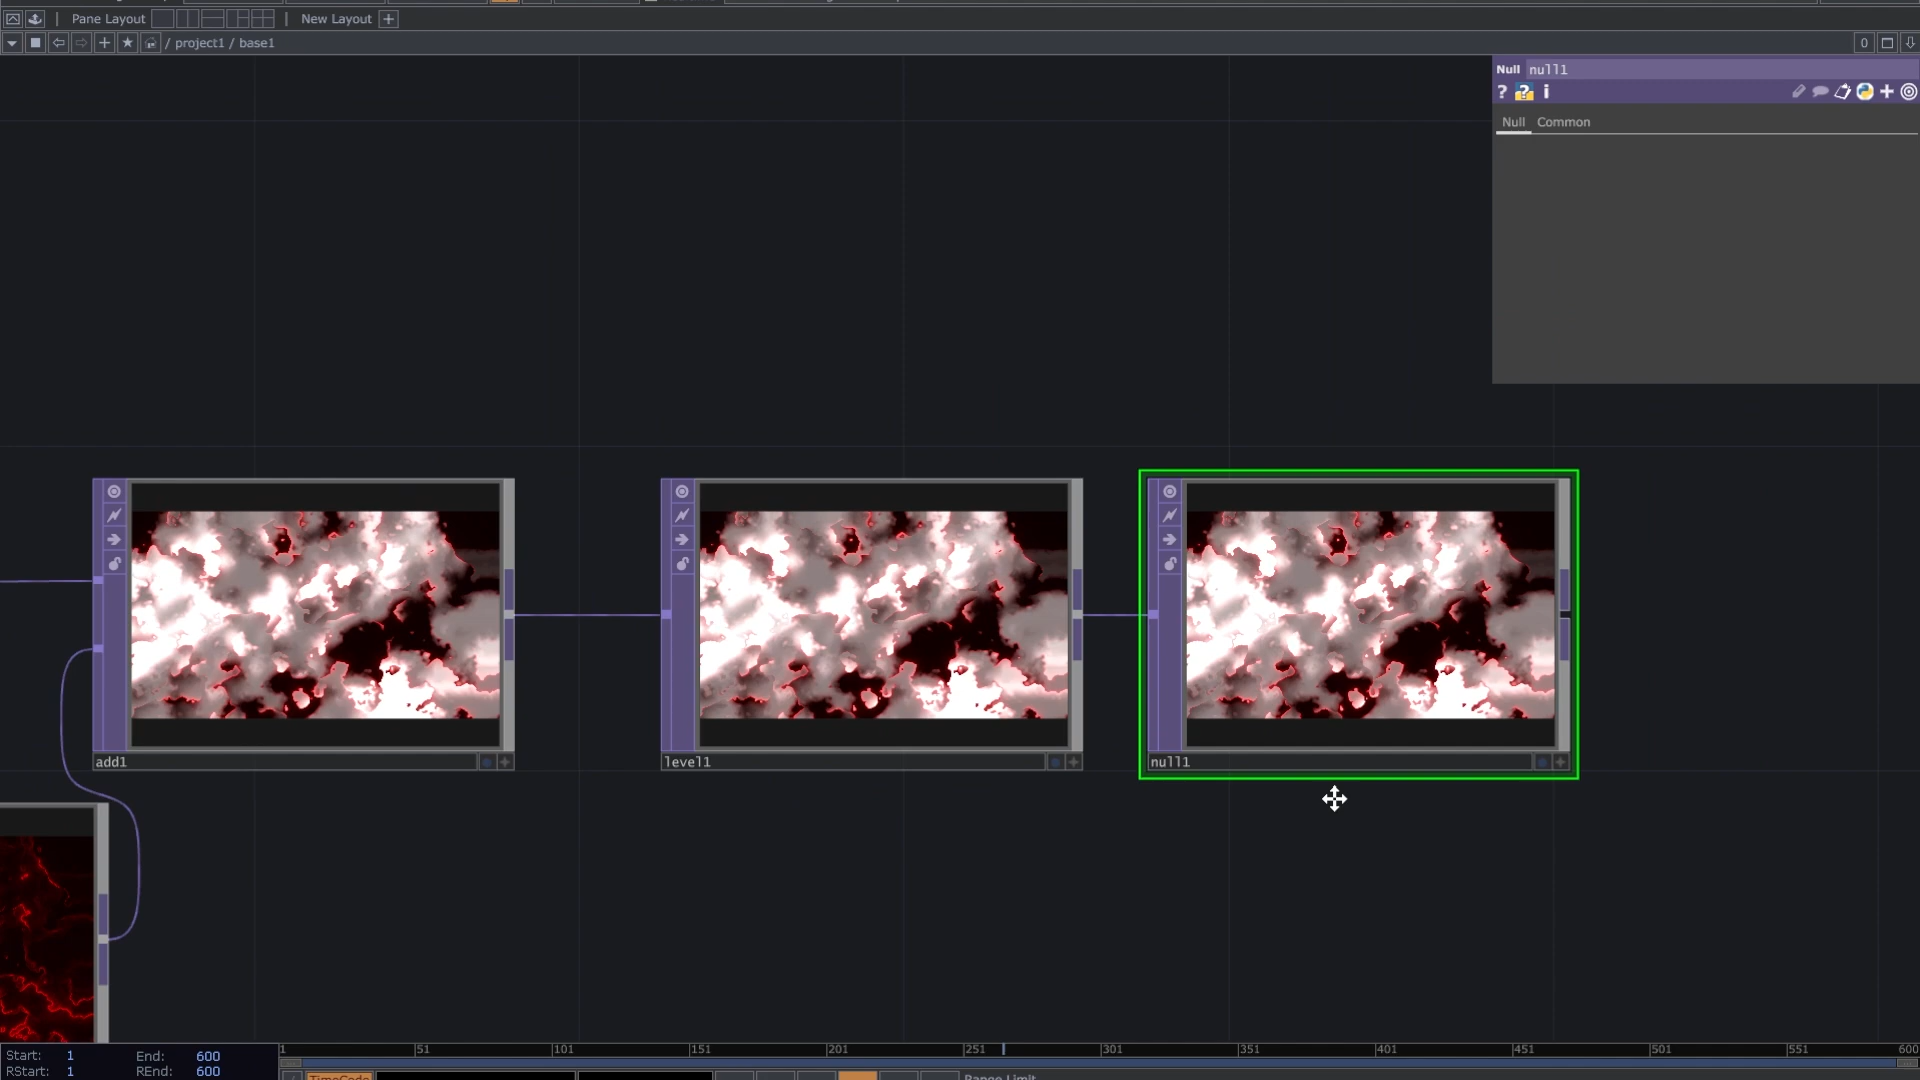 Pane Layout
New Layout
/ project1 / base1
0
Null null1
Null Common
add1
level1
null1
Start: 1 End: 600
RStart: 1 REnd: 600
1 51 101 151 201 251 301 351 401 451 501 551 600
TimeCode
Range Limit